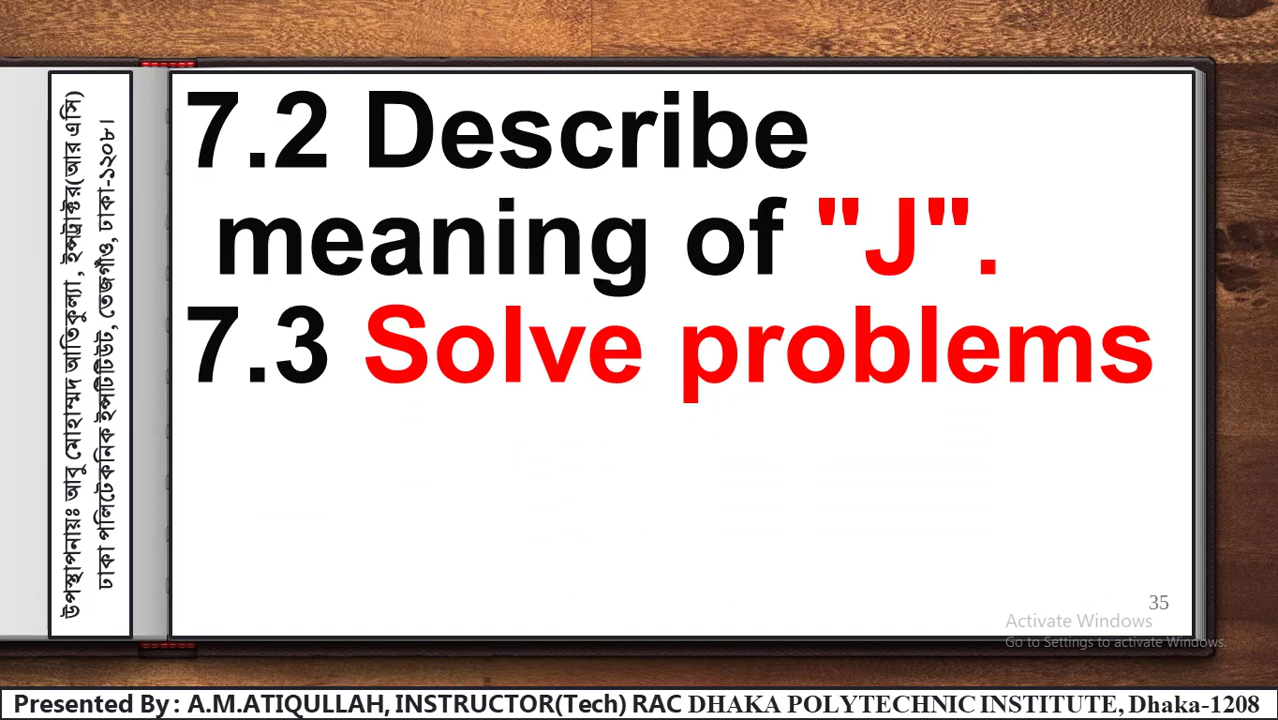 7.2 Describe
meaning of "J".
7.3 Solve problems
উপস্থাপনায়ঃ আবু মোহাম্মদ আতিকুল্যা, ইন্সট্রাক্টর(আর এসি)
ঢাকা পলিটেকনিক ইন্সটিটিউট, তেজগাঁও, ঢাকা-১২০৮।
35
Activate Windows
Go to Settings to activate Windows.
Presented By: A.M.ATIQULLAH, INSTRUCTOR(Tech) RAC DHAKA POLYTECHNIC INSTITUTE, Dhaka-1208